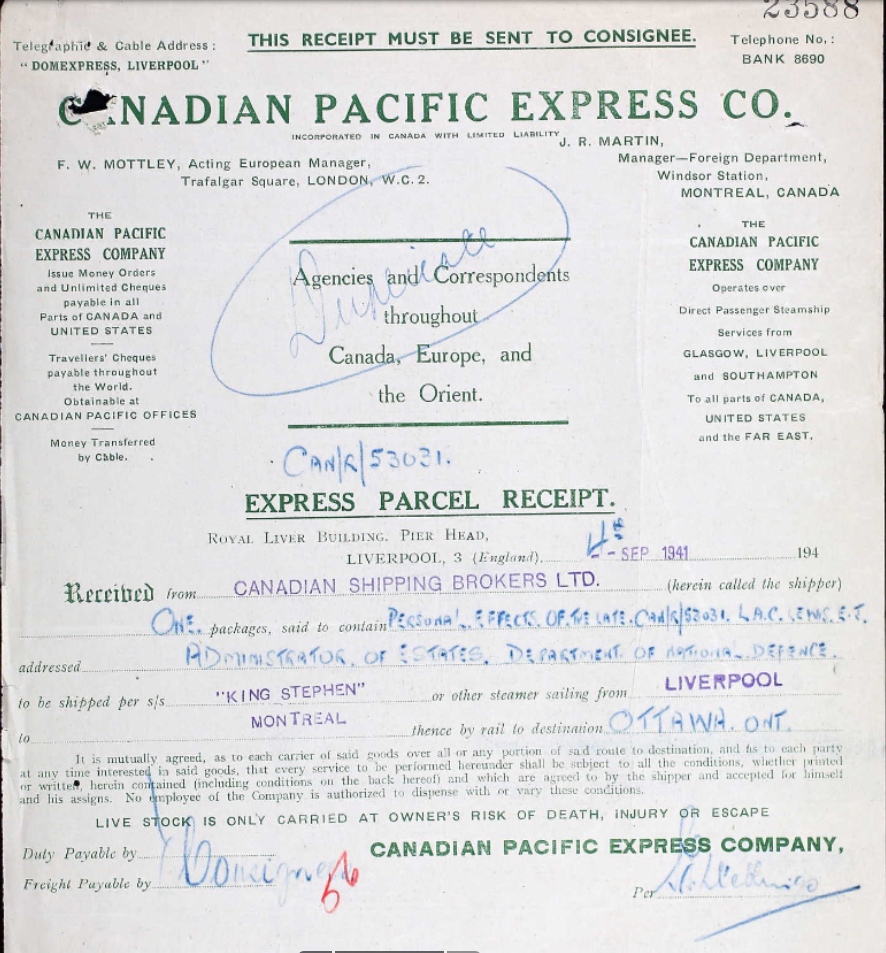 23588
THIS RECEIPT MUST BE SENT TO CONSIGNEE.
Telegraphic & Cable Address :
"DOMEXPRESS, LIVERPOOL"
Telephone No. :
BANK 8690
CANADIAN PACIFIC EXPRESS CO.
INCORPORATED IN CANADA WITH LIMITED LIABILITY
F. W. MOTTLEY, Acting European Manager,
Trafalgar Square, LONDON, W.C.2.
J. R. MARTIN,
Manager—Foreign Department,
Windsor Station,
MONTREAL, CANADA
THE
CANADIAN PACIFIC
EXPRESS COMPANY
Issue Money Orders
and Unlimited Cheques
payable in all
Parts of CANADA and
UNITED STATES
Travellers' Cheques
payable throughout
the World.
Obtainable at
CANADIAN PACIFIC OFFICES
Money Transferred
by Cable.
Duplicate
Agencies and Correspondents
throughout
Canada, Europe, and
the Orient.
THE
CANADIAN PACIFIC
EXPRESS COMPANY
Operates over
Direct Passenger Steamship
Services from
GLASGOW, LIVERPOOL
and SOUTHAMPTON
To all parts of CANADA,
UNITED STATES
and the FAR EAST.
CAN/R/53031.
EXPRESS PARCEL RECEIPT.
ROYAL LIVER BUILDING. PIER HEAD,
LIVERPOOL, 3 (England), 4th - SEP 1941 194
Received from CANADIAN SHIPPING BROKERS LTD. (herein called the shipper)
ONE. packages, said to contain PERSONAL EFFECTS. OF THE LATE. CAN/R/53031. L.A.C. LEWIS. E.J.
addressed ADMINISTRATOR. OF ESTATES. DEPARTMENT. OF NATIONAL. DEFENCE.
to be shipped per s/s "KING STEPHEN" or other steamer sailing from LIVERPOOL
to MONTREAL thence by rail to destination OTTAWA. ONT.
It is mutually agreed, as to each carrier of said goods over all or any portion of said route to destination, and as to each party
at any time interested in said goods, that every service to be performed hereunder shall be subject to all the conditions, whether printed
or written, herein contained (including conditions on the back hereof) and which are agreed to by the shipper and accepted for himself
and his assigns. No employee of the Company is authorized to dispense with or vary these conditions.
LIVE STOCK IS ONLY CARRIED AT OWNER'S RISK OF DEATH, INJURY OR ESCAPE
Duty Payable by
CANADIAN PACIFIC EXPRESS COMPANY,
Freight Payable by Consignee
56
Per